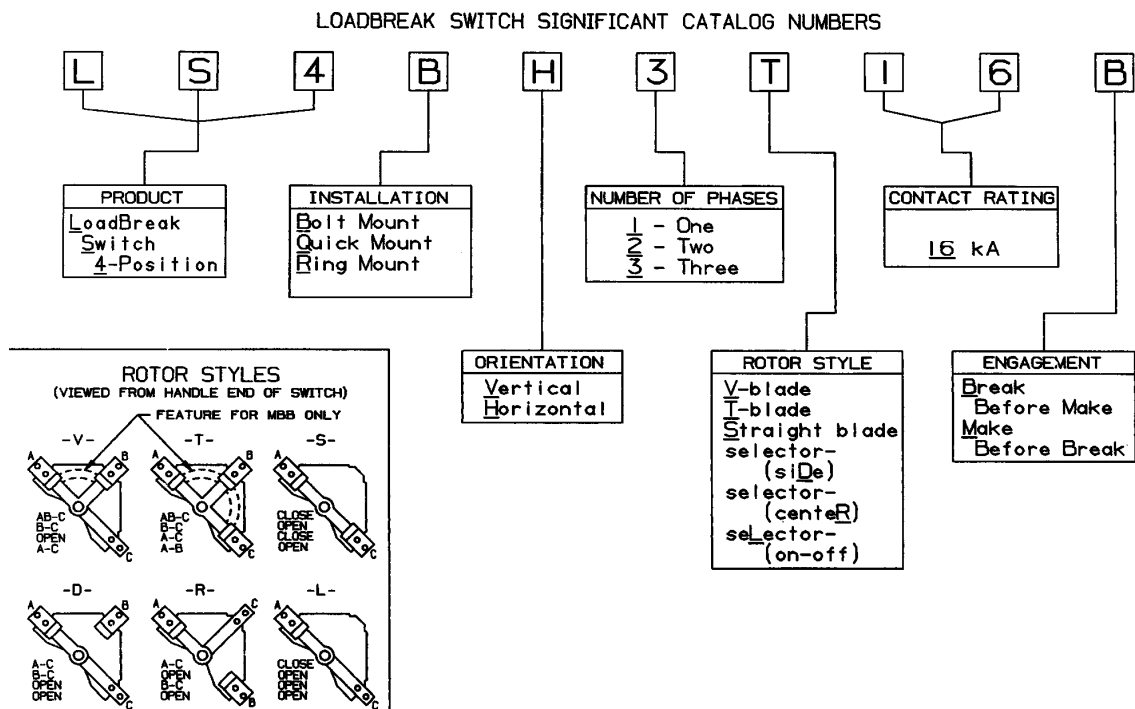 LOADBREAK SWITCH SIGNIFICANT CATALOG NUMBERS
L S 4 B H 3 T 1 6 B
PRODUCT
LoadBreak
Switch
4-Position
INSTALLATION
Bolt Mount
Quick Mount
Ring Mount
NUMBER OF PHASES
1 - One
2 - Two
3 - Three
CONTACT RATING
16 kA
ORIENTATION
Vertical
Horizontal
ROTOR STYLE
V-blade
T-blade
Straight blade
selector-
(siDe)
selector-
(centeR)
seLector-
(on-off)
ENGAGEMENT
Break
Before Make
Make
Before Break
ROTOR STYLES
(VIEWED FROM HANDLE END OF SWITCH)
FEATURE FOR MBB ONLY
-V-
A
B
AB-C
B-C
OPEN
A-C
C
-T-
A
B
AB-C
B-C
A-C
A-B
C
-S-
A
CLOSE
OPEN
CLOSE
OPEN
C
-D-
A
B
A-C
B-C
OPEN
OPEN
C
-R-
A
C
A-C
OPEN
B-C
OPEN
B
-L-
A
CLOSE
OPEN
OPEN
OPEN
C